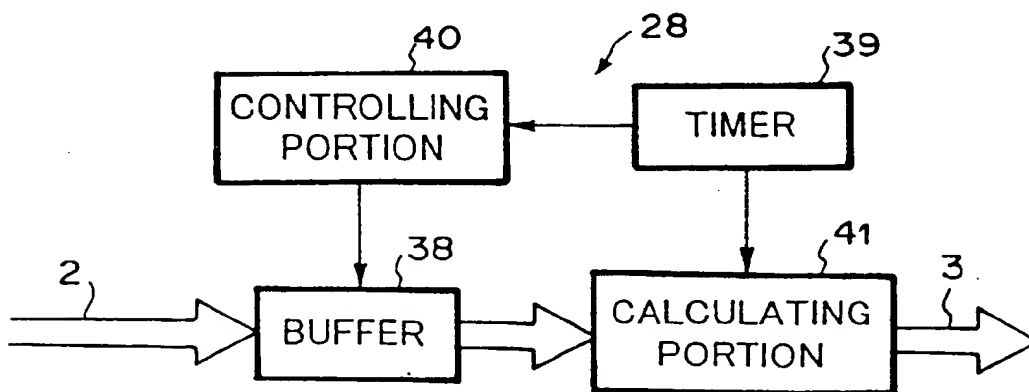 40
28
39
CONTROLLING
PORTION
TIMER
2
38
41
3
BUFFER
CALCULATING
PORTION